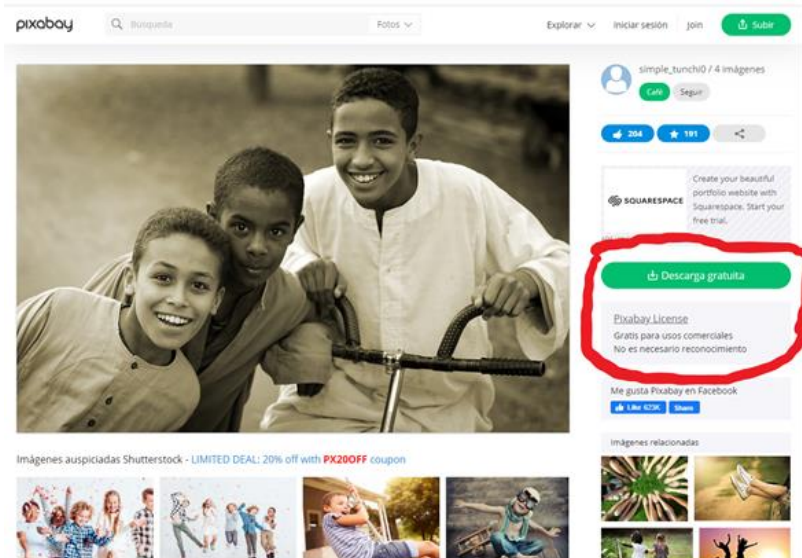 pixabay
Búsqueda
Fotos
Explorar
Iniciar sesión
Join
Subir
simple_tunchi0 / 4 imágenes
Café
Seguir
204
191
SQUARESPACE
Create your beautiful
portfolio website with
Squarespace. Start your
free trial.
Descarga gratuita
Pixabay License
Gratis para usos comerciales
No es necesario reconocimiento
Me gusta Pixabay en Facebook
Like 623K
Share
Imágenes relacionadas
Imágenes auspiciadas Shutterstock - LIMITED DEAL: 20% off with PX20OFF coupon